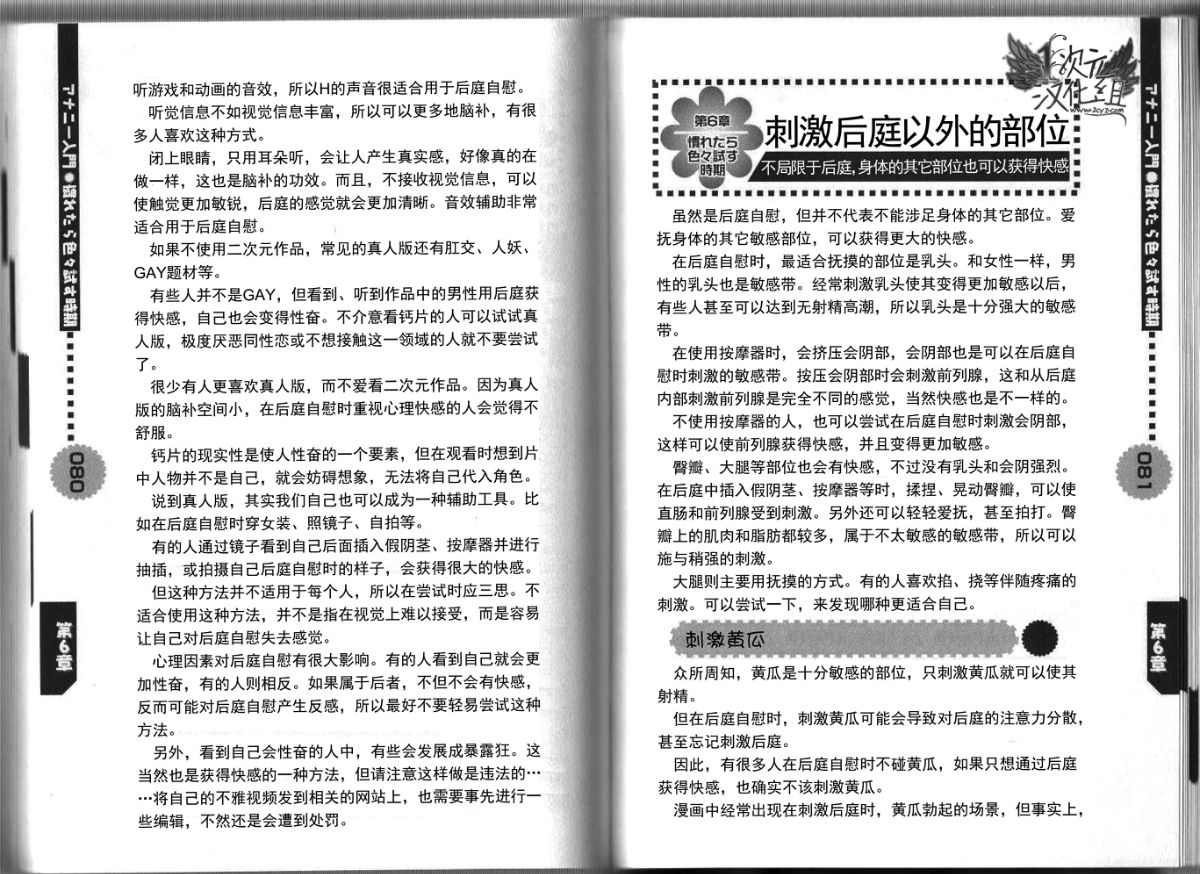 アナニー入門●慣れたら色々試す時期
080
第6章
听游戏和动画的音效，所以H的声音很适合用于后庭自慰。
听觉信息不如视觉信息丰富，所以可以更多地脑补，有很
多人喜欢这种方式。
闭上眼睛，只用耳朵听，会让人产生真实感，好像真的在
做一样，这也是脑补的功效。而且，不接收视觉信息，可以
使触觉更加敏锐，后庭的感觉就会更加清晰。音效辅助非常
适合用于后庭自慰。
如果不使用二次元作品，常见的真人版还有肛交、人妖、
GAY题材等。
有些人并不是GAY，但看到、听到作品中的男性用后庭获
得快感，自己也会变得性奋。不介意看钙片的人可以试试真
人版，极度厌恶同性恋或不想接触这一领域的人就不要尝试
了。
很少有人更喜欢真人版，而不爱看二次元作品。因为真人
版的脑补空间小，在后庭自慰时重视心理快感的人会觉得不
舒服。
钙片的现实性是使人性奋的一个要素，但在观看时想到片
中人物并不是自己，就会妨碍想象，无法将自己代入角色。
说到真人版，其实我们自己也可以成为一种辅助工具。比
如在后庭自慰时穿女装、照镜子、自拍等。
有的人通过镜子看到自己后面插入假阴茎、按摩器并进行
抽插，或拍摄自己后庭自慰时的样子，会获得很大的快感。
但这种方法并不适用于每个人，所以在尝试时应三思。不
适合使用这种方法，并不是指在视觉上难以接受，而是容易
让自己对后庭自慰失去感觉。
心理因素对后庭自慰有很大影响。有的人看到自己就会更
加性奋，有的人则相反。如果属于后者，不但不会有快感，
反而可能对后庭自慰产生反感，所以最好不要轻易尝试这种
方法。
另外，看到自己会性奋的人中，有些会发展成暴露狂。这
当然也是获得快感的一种方法，但请注意这样做是违法的…
…将自己的不雅视频发到相关的网站上，也需要事先进行一
些编辑，不然还是会遭到处罚。
二次元
汉化组
www.2cyz.com
第6章
慣れたら
色々試す
時期
刺激后庭以外的部位
不局限于后庭，身体的其它部位也可以获得快感
虽然是后庭自慰，但并不代表不能涉足身体的其它部位。爱
抚身体的其它敏感部位，可以获得更大的快感。
在后庭自慰时，最适合抚摸的部位是乳头。和女性一样，男
性的乳头也是敏感带。经常刺激乳头使其变得更加敏感以后，
有些人甚至可以达到无射精高潮，所以乳头是十分强大的敏感
带。
在使用按摩器时，会挤压会阴部，会阴部也是可以在后庭自
慰时刺激的敏感带。按压会阴部时会刺激前列腺，这和从后庭
内部刺激前列腺是完全不同的感觉，当然快感也是不一样的。
不使用按摩器的人，也可以尝试在后庭自慰时刺激会阴部，
这样可以使前列腺获得快感，并且变得更加敏感。
臀瓣、大腿等部位也会有快感，不过没有乳头和会阴强烈。
在后庭中插入假阴茎、按摩器等时，揉捏、晃动臀瓣，可以使
直肠和前列腺受到刺激。另外还可以轻轻爱抚，甚至拍打。臀
瓣上的肌肉和脂肪都较多，属于不太敏感的敏感带，所以可以
施与稍强的刺激。
大腿则主要用抚摸的方式。有的人喜欢掐、挠等伴随疼痛的
刺激。可以尝试一下，来发现哪种更适合自己。
刺激黄瓜
众所周知，黄瓜是十分敏感的部位，只刺激黄瓜就可以使其
射精。
但在后庭自慰时，刺激黄瓜可能会导致对后庭的注意力分散，
甚至忘记刺激后庭。
因此，有很多人在后庭自慰时不碰黄瓜，如果只想通过后庭
获得快感，也确实不该刺激黄瓜。
漫画中经常出现在刺激后庭时，黄瓜勃起的场景，但事实上，
アナニー入門●慣れたら色々試す時期
081
第6章